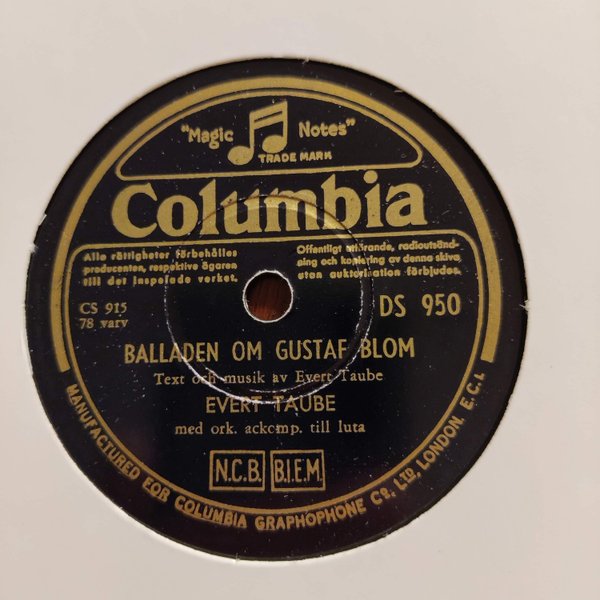 "Magic Notes"
TRADE MARK
Columbia
Alla rättigheter förbehålles
producenten, respektive ägaren
till det inspelade verket.
Offentligt utförande, radioutsänd-
ning och kopiering av denna skiva
utan auktorisation förbjudes.
CS 915
78 varv
DS 950
BALLADEN OM GUSTAF BLOM
Text och musik av Evert Taube
EVERT TAUBE
med ork. ackomp. till luta
N.C.B. B.I.E.M.
MANUFACTURED FOR COLUMBIA GRAPHOPHONE CO., LTD., LONDON. E.C.1.